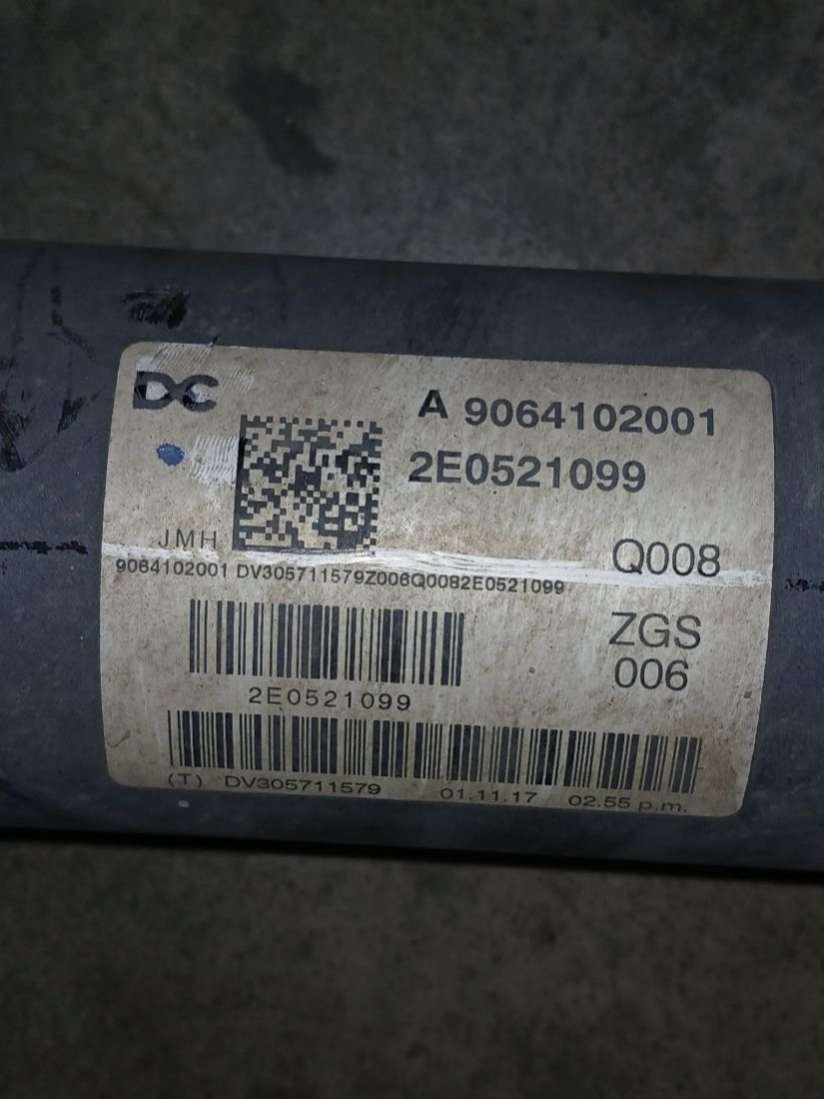 DC
A 9064102001
2E0521099
JMH
Q008
9064102001 DV305711579Z006Q0082E0521099
ZGS
006
2E0521099
(T) DV305711579 01.11.17 02.55 p.m.